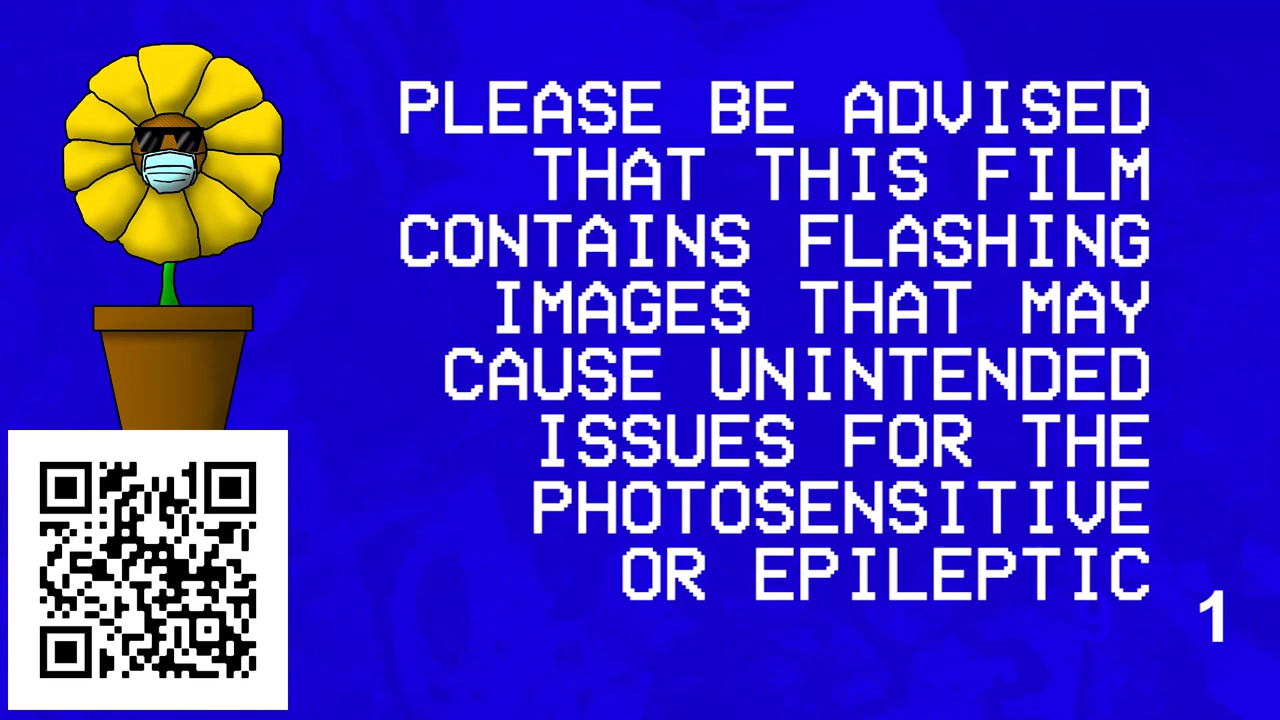 PLEASE BE ADVISED
THAT THIS FILM
CONTAINS FLASHING
IMAGES THAT MAY
CAUSE UNINTENDED
ISSUES FOR THE
PHOTOSENSITIVE
OR EPILEPTIC
1